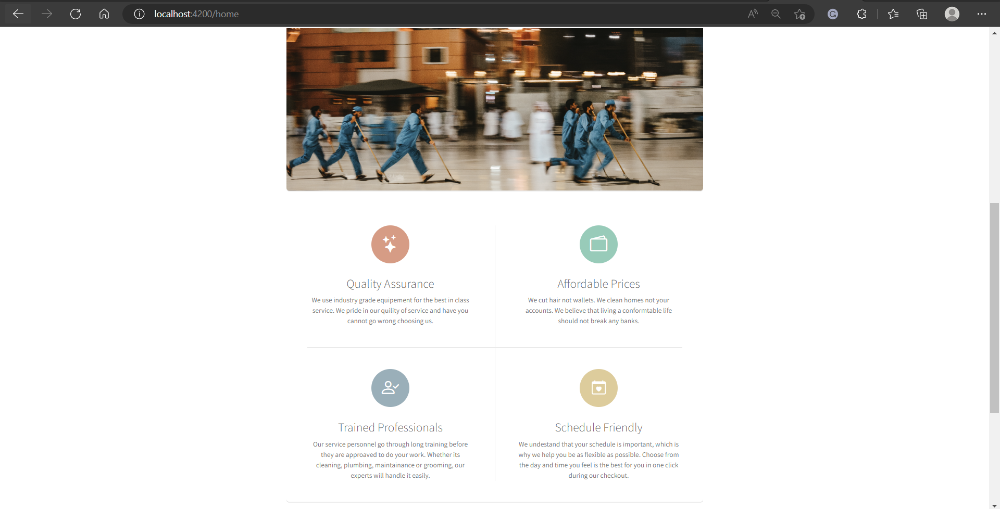 localhost:4200/home
Quality Assurance
We use industry grade equipement for the best in class
service. We pride in our quility of service and have you
cannot go wrong choosing us.
Affordable Prices
We cut hair not wallets. We clean homes not your
accounts. We believe that living a conformtable life
should not break any banks.
Trained Professionals
Our service personnel go through long training before
they are approaved to do your work. Whether its
cleaning, plumbing, maintainance or grooming, our
experts will handle it easily.
Schedule Friendly
We undestand that your schedule is important, which is
why we help you be as flexible as possible. Choose from
the day and time you feel is the best for you in one click
during our checkout.